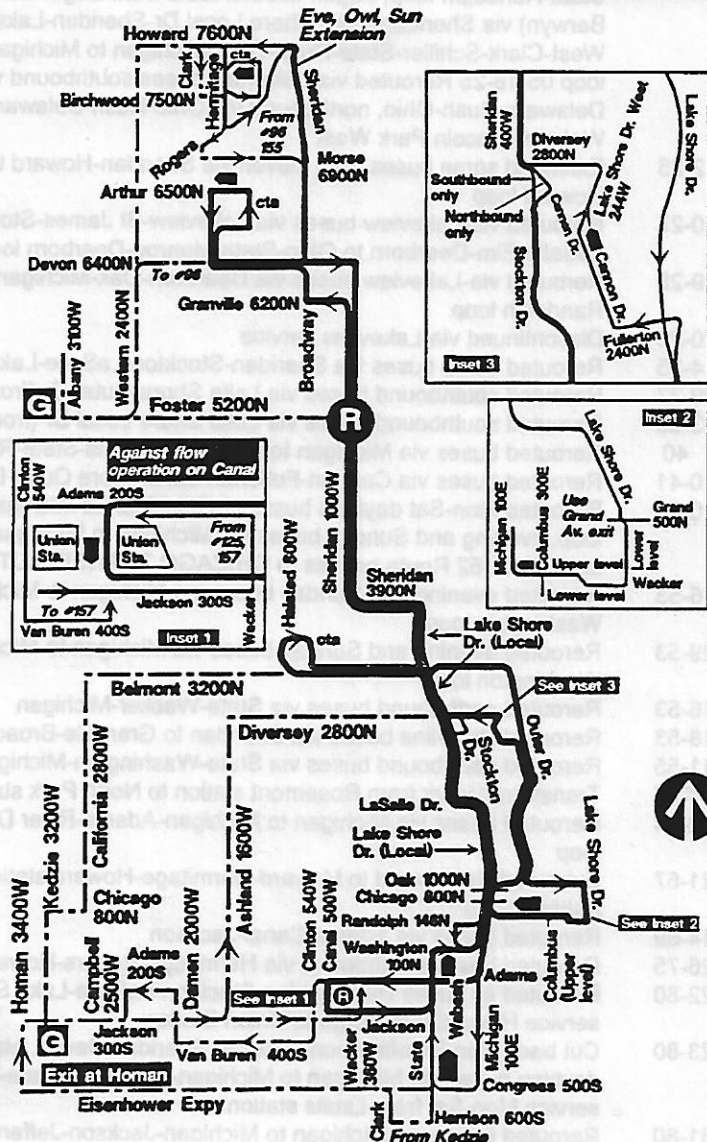 Eve, Owl, Sun
Extension
Howard 7600N
Clark
cta
Hermitage
Birchwood 7500N
Sheridan
Rogers
From
#96
155
Morse
6900N
Arthur 6500N
cta
Devon 6400N
To #96
Granville 6200N
Albany 3100W
Western 2400N
Broadway
G
Foster 5200N
R
Sheridan
400W
Diversey
2800N
Lake Shore Dr. West
244W
Lake Shore Dr.
Southbound
only
Northbound
only
Cannon Dr.
Stockton Dr.
Cannon Dr.
Fullerton
2400N
Inset 3
Inset 2
Lake Shore Dr.
Michigan 100E
Columbus 300E
Use
Grand
Av. exit
Grand
500N
Lower
level
Upper level
Wacker
Lower level
Clinton
540W
Against flow
operation on Canal
Adams 200S
Union
Sta.
Union
Sta.
From
#125
157
To #157
Jackson 300S
Van Buren 400S
Inset 1
Wacker
Sheridan 1000W
Halsted 800W
Sheridan
3900N
cta
Lake Shore
Dr. (Local)
Belmont 3200N
See Inset 3
Diversey 2800N
Outer Dr.
Stockton
Dr.
Kedzie 3200W
California 2800W
LaSalle Dr.
Lake Shore
Dr. (Local)
Lake Shore Dr.
Ashland 1600W
Oak 1000N
Chicago 800N
Homan 3400W
Chicago
800N
Clinton 540W
Canal 500W
Randolph 148N
See Inset 2
Campbell
2500W
Adams
200S
Damen 2000W
Washington
100N
Columbus
(Upper
level)
Adams
See Inset 1
R
Wabash
G
Jackson
300S
Jackson
Van Buren 400S
Wacker
360W
State
Michigan
100E
Exit at Homan
Congress 500S
Eisenhower Expy
Clark
Harrison 600S
From Kedzie